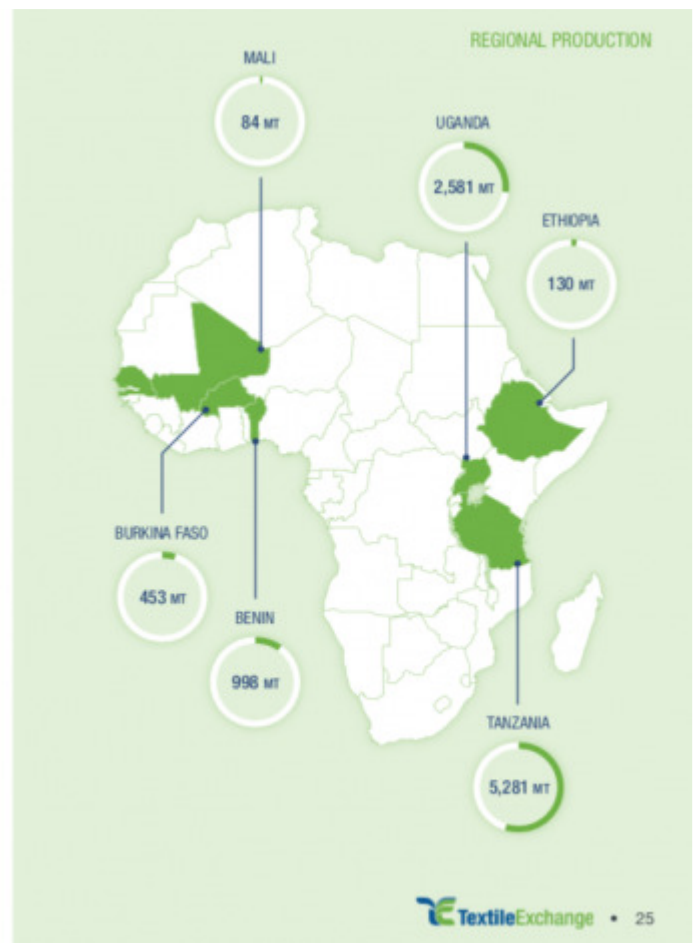 REGIONAL PRODUCTION
MALI
84 MT
UGANDA
2,581 MT
ETHIOPIA
130 MT
BURKINA FASO
453 MT
BENIN
998 MT
TANZANIA
5,281 MT
TextileExchange • 25